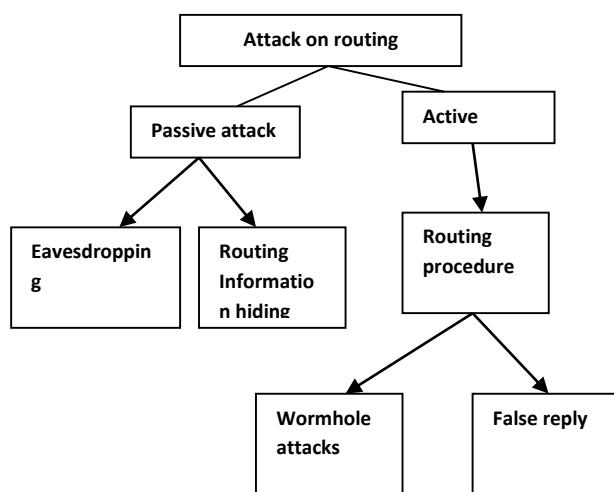 Attack on routing
Passive attack
Active
Eavesdroppin
g
Routing
Informatio
n hiding
Routing
procedure
Wormhole
attacks
False reply